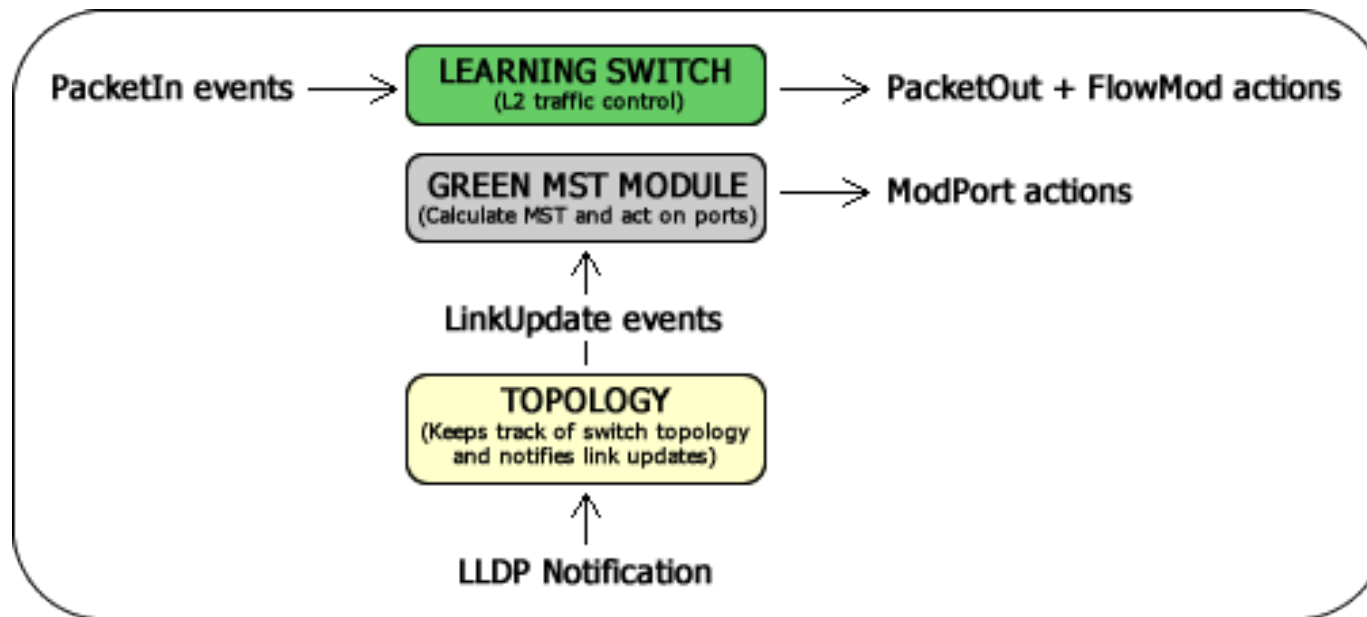 PacketIn events
LEARNING SWITCH
(L2 traffic control)
PacketOut + FlowMod actions
GREEN MST MODULE
(Calculate MST and act on ports)
ModPort actions
LinkUpdate events
TOPOLOGY
(Keeps track of switch topology
and notifies link updates)
LLDP Notification